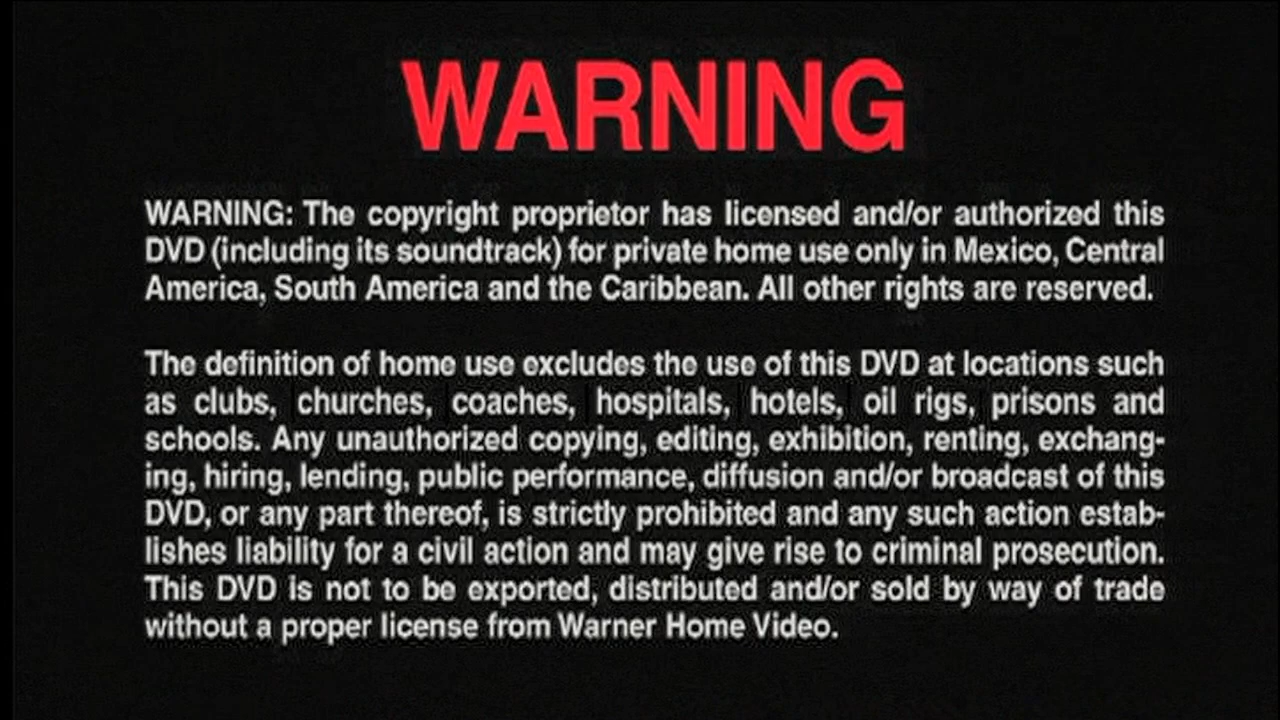 WARNING
WARNING: The copyright proprietor has licensed and/or authorized this
DVD (including its soundtrack) for private home use only in Mexico, Central
America, South America and the Caribbean. All other rights are reserved.
The definition of home use excludes the use of this DVD at locations such
as clubs, churches, coaches, hospitals, hotels, oil rigs, prisons and
schools. Any unauthorized copying, editing, exhibition, renting, exchang-
ing, hiring, lending, public performance, diffusion and/or broadcast of this
DVD, or any part thereof, is strictly prohibited and any such action estab-
lishes liability for a civil action and may give rise to criminal prosecution.
This DVD is not to be exported, distributed and/or sold by way of trade
without a proper license from Warner Home Video.